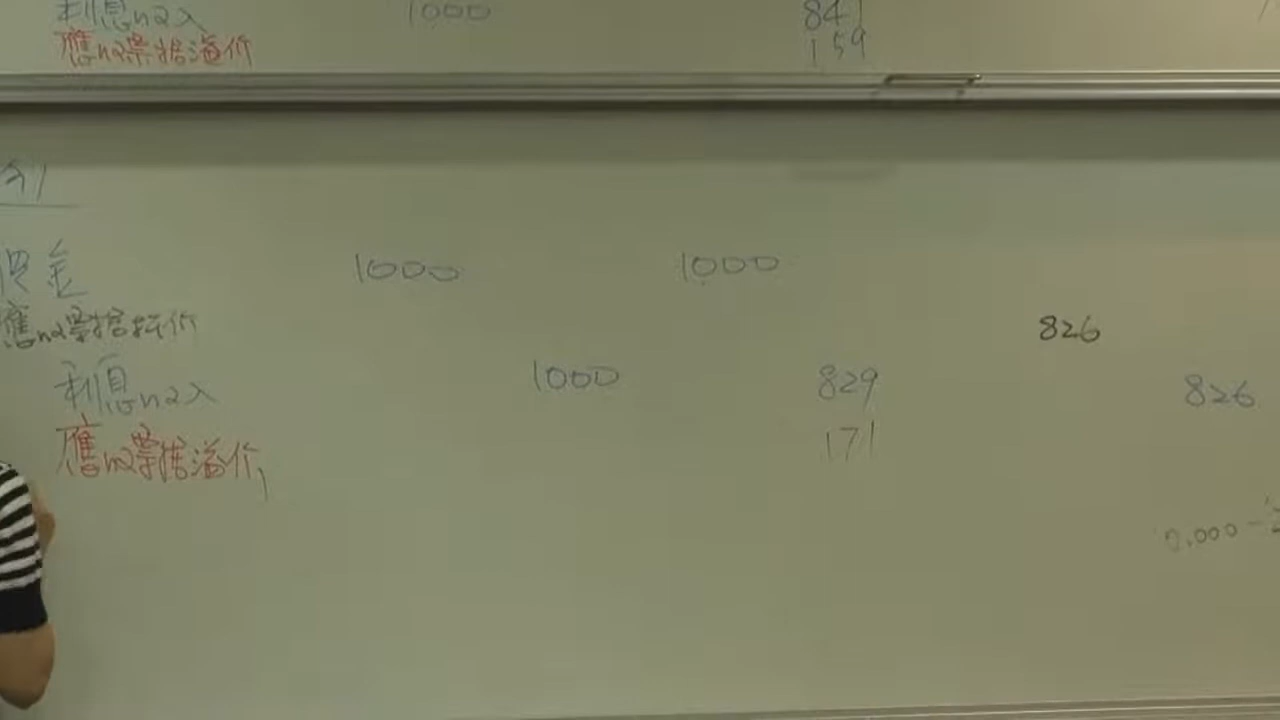 利息收入 1000 841
應收票據溢價 159
現金 1000 1000
應收票據折價 826
利息收入 1000 829 826
應收票據溢價 171